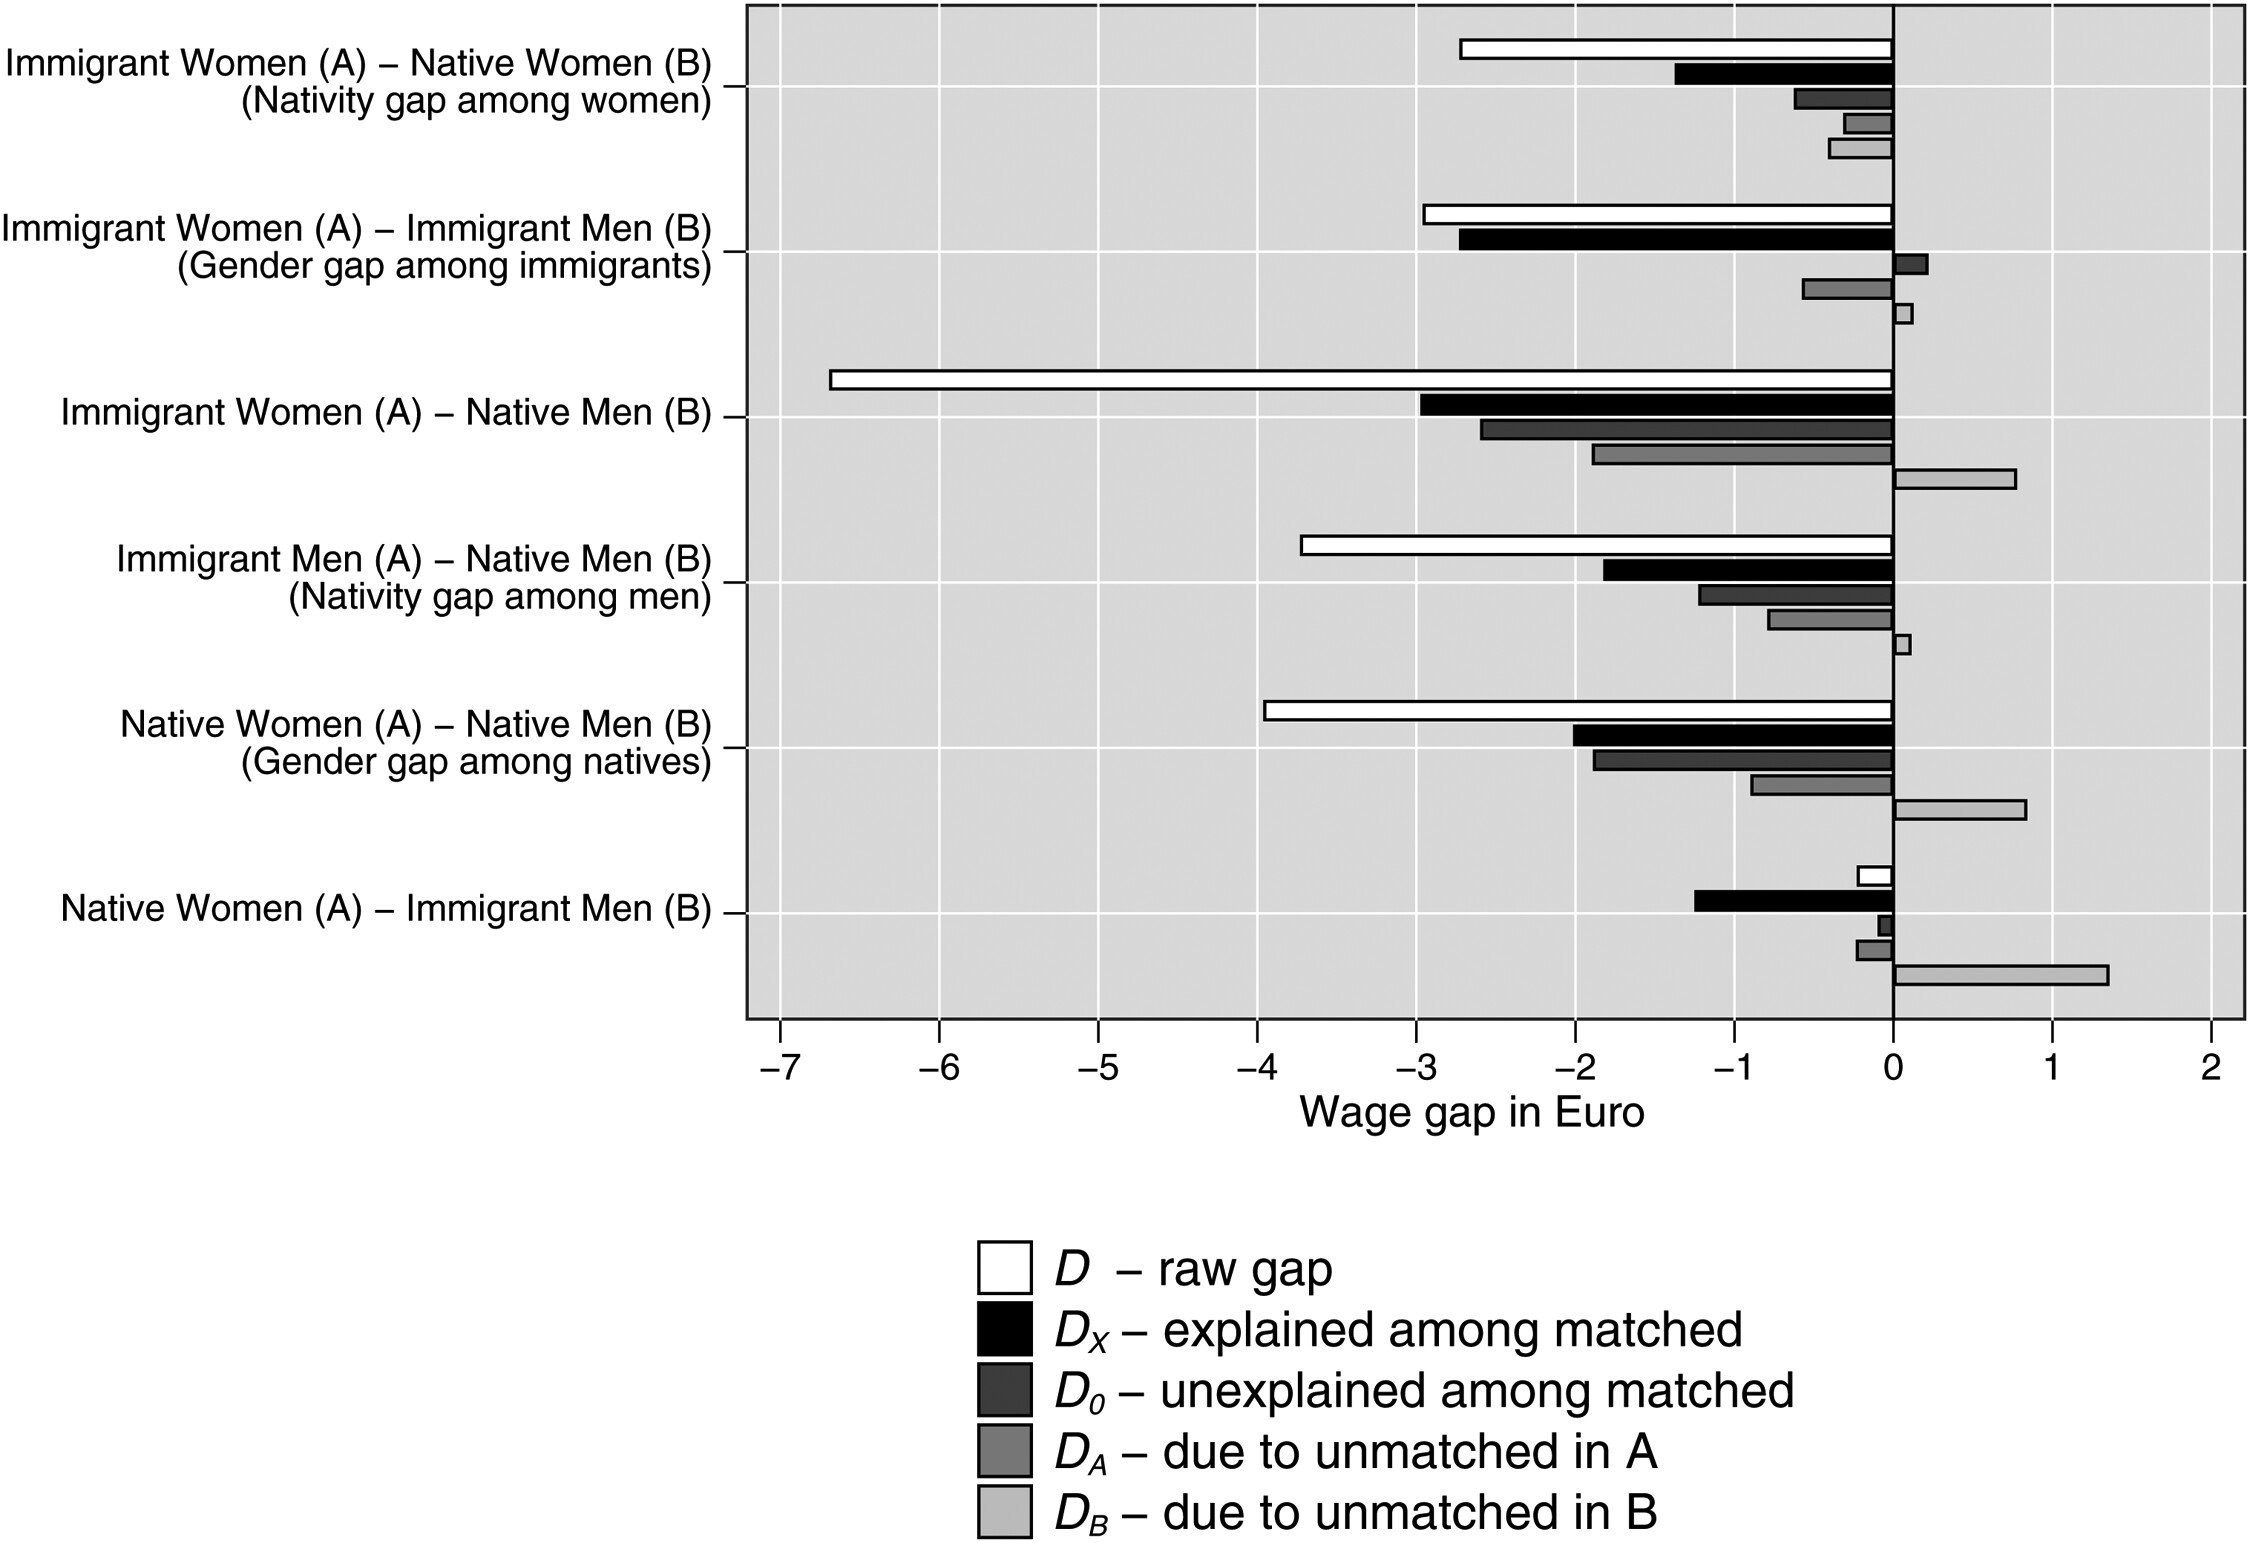 Immigrant Women (A) – Native Women (B)
(Nativity gap among women)
Immigrant Women (A) – Immigrant Men (B)
(Gender gap among immigrants)
Immigrant Women (A) – Native Men (B)
Immigrant Men (A) – Native Men (B)
(Nativity gap among men)
Native Women (A) – Native Men (B)
(Gender gap among natives)
Native Women (A) – Immigrant Men (B)
–7 –6 –5 –4 –3 –2 –1 0 1 2
Wage gap in Euro
D – raw gap
DX – explained among matched
D0 – unexplained among matched
DA – due to unmatched in A
DB – due to unmatched in B